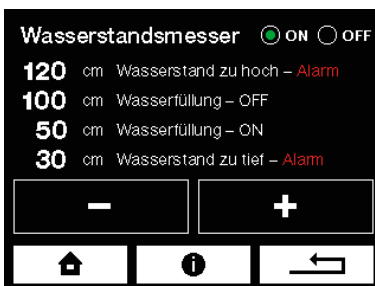 Wasserstandsmesser ON OFF
120 cm Wasserstand zu hoch – Alarm
100 cm Wasserfüllung – OFF
50 cm Wasserfüllung – ON
30 cm Wasserstand zu tief – Alarm
− +